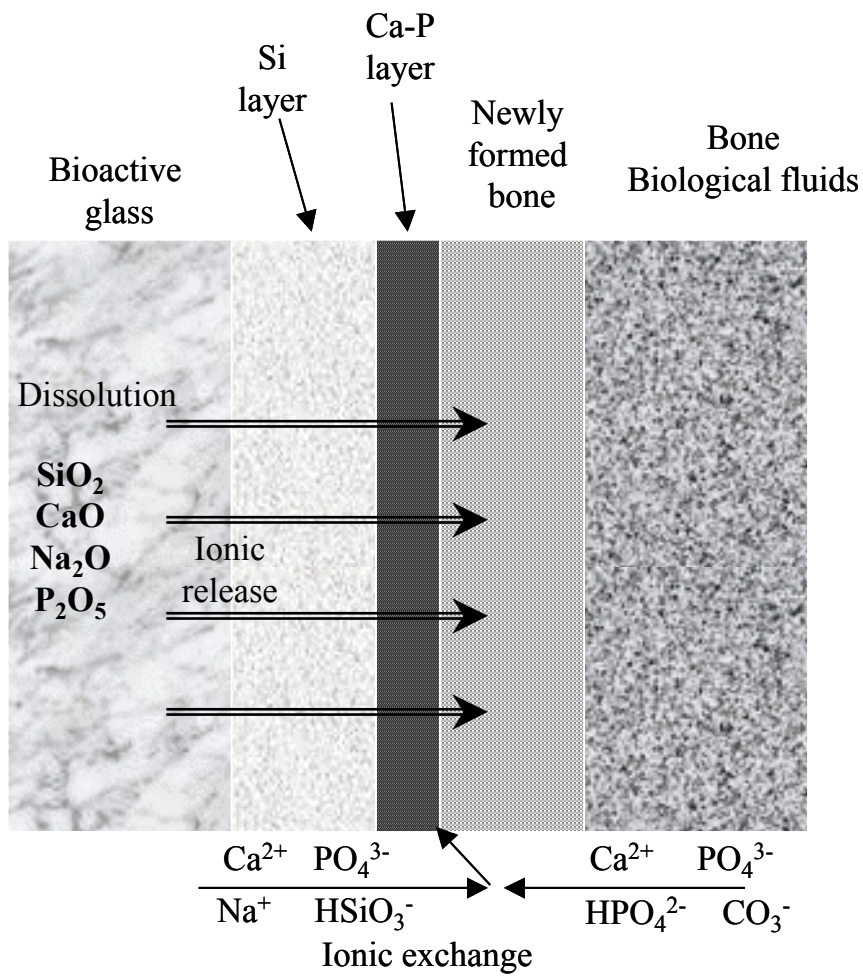 Si
layer
Ca-P
layer
Newly
formed
bone
Bone
Biological fluids
Bioactive
glass
Dissolution
SiO₂
CaO
Na₂O
P₂O₅
Ionic
release
Ca²⁺ PO₄³⁻
Na⁺ HSiO₃⁻
Ca²⁺ PO₄³⁻
HPO₄²⁻ CO₃⁻
Ionic exchange